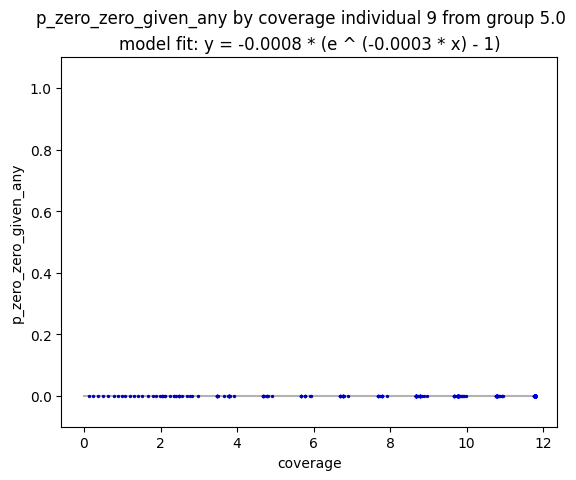 p_zero_zero_given_any by coverage individual 9 from group 5.0
model fit: y = -0.0008 * (e ^ (-0.0003 * x) - 1)
1.0
0.8
0.6
0.4
0.2
0.0
p_zero_zero_given_any
0 2 4 6 8 10 12
coverage